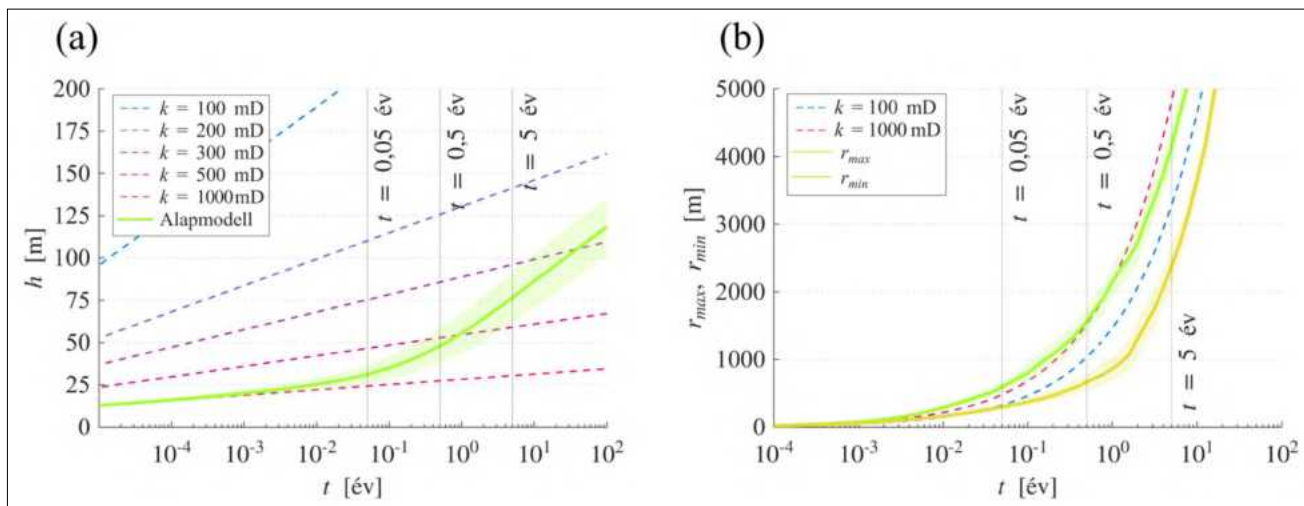 (a)
200
175
150
125
100
75
50
25
0
h [m]
k = 100 mD
k = 200 mD
k = 300 mD
k = 500 mD
k = 1000 mD
Alapmodell
t = 0,05 év
t = 0,5 év
t = 5 év
10^-4
10^-3
10^-2
10^-1
10^0
10^1
10^2
t [év]
(b)
5000
4000
3000
2000
1000
0
r_max, r_min [m]
k = 100 mD
k = 1000 mD
r_max
r_min
t = 0,05 év
t = 0,5 év
t = 5 év
10^-4
10^-3
10^-2
10^-1
10^0
10^1
10^2
t [év]